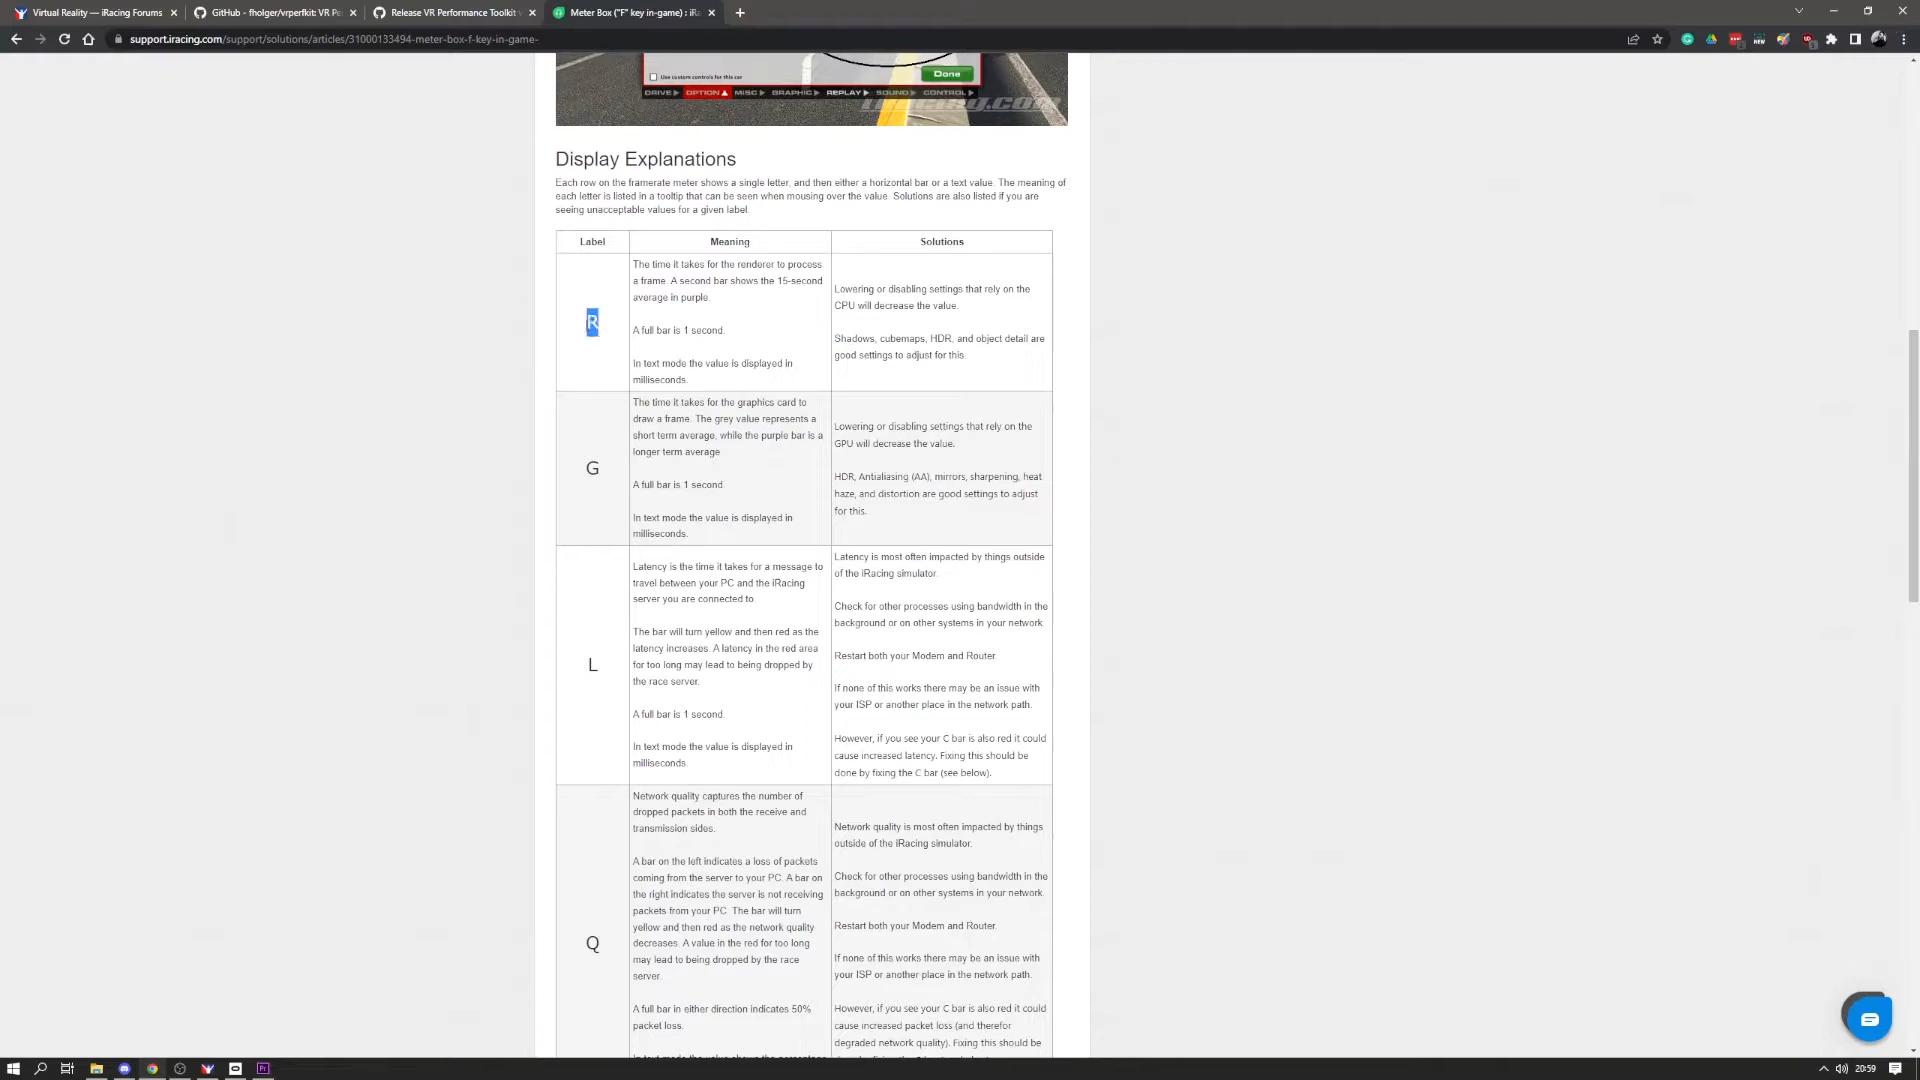 Virtual Reality — iRacing Forums
GitHub - fholger/vrperfkit: VR Pe
Release VR Performance Toolkit v
Meter Box ("F" key in-game) : iRa
support.iracing.com/support/solutions/articles/31000133494-meter-box-f-key-in-game-
Use custom controls for this car
Done
DRIVE OPTION MISC GRAPHIC REPLAY SOUND CONTROL
iRacing.com
Display Explanations
Each row on the framerate meter shows a single letter, and then either a horizontal bar or a text value. The meaning of
each letter is listed in a tooltip that can be seen when mousing over the value. Solutions are also listed if you are
seeing unacceptable values for a given label.
Label
Meaning
Solutions
R
The time it takes for the renderer to process
a frame. A second bar shows the 15-second
average in purple.
A full bar is 1 second.
In text mode the value is displayed in
milliseconds.
Lowering or disabling settings that rely on the
CPU will decrease the value.
Shadows, cubemaps, HDR, and object detail are
good settings to adjust for this.
G
The time it takes for the graphics card to
draw a frame. The grey value represents a
short term average, while the purple bar is a
longer term average
A full bar is 1 second.
In text mode the value is displayed in
milliseconds.
Lowering or disabling settings that rely on the
GPU will decrease the value.
HDR, Antialiasing (AA), mirrors, sharpening, heat
haze, and distortion are good settings to adjust
for this.
L
Latency is the time it takes for a message to
travel between your PC and the iRacing
server you are connected to.
The bar will turn yellow and then red as the
latency increases. A latency in the red area
for too long may lead to being dropped by
the race server.
A full bar is 1 second.
In text mode the value is displayed in
milliseconds.
Latency is most often impacted by things outside
of the iRacing simulator.
Check for other processes using bandwidth in the
background or on other systems in your network.
Restart both your Modem and Router.
If none of this works there may be an issue with
your ISP or another place in the network path.
However, if you see your C bar is also red it could
cause increased latency. Fixing this should be
done by fixing the C bar (see below).
Q
Network quality captures the number of
dropped packets in both the receive and
transmission sides.
A bar on the left indicates a loss of packets
coming from the server to your PC. A bar on
the right indicates the server is not receiving
packets from your PC. The bar will turn
yellow and then red as the network quality
decreases. A value in the red for too long
may lead to being dropped by the race
server.
A full bar in either direction indicates 50%
packet loss.
Network quality is most often impacted by things
outside of the iRacing simulator.
Check for other processes using bandwidth in the
background or on other systems in your network.
Restart both your Modem and Router.
If none of this works there may be an issue with
your ISP or another place in the network path.
However, if you see your C bar is also red it could
cause increased packet loss (and therefor
degraded network quality). Fixing this should be
NEW
Pr
20:59